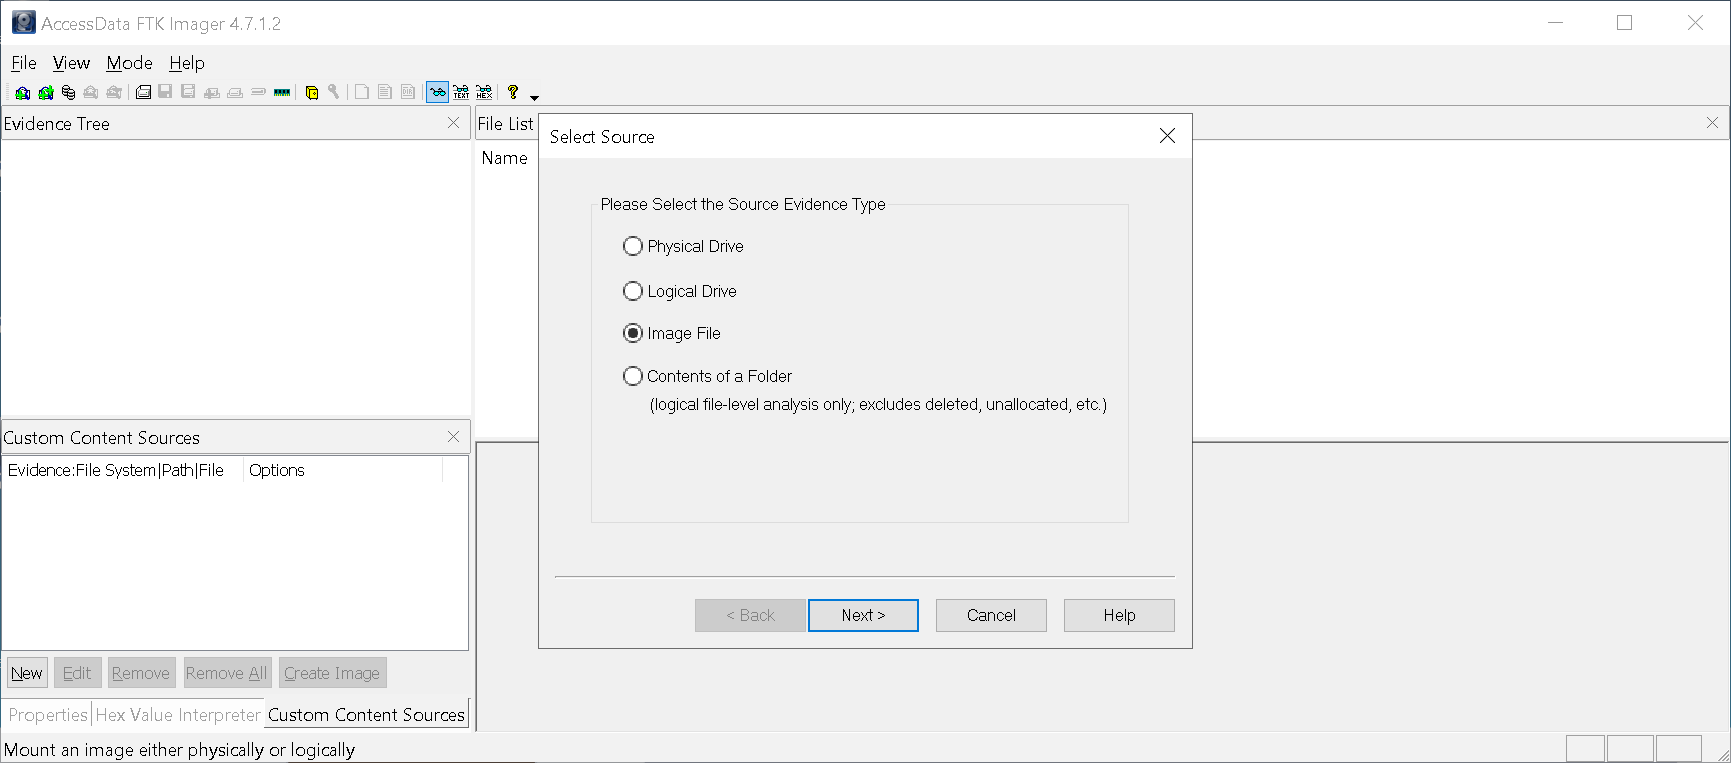 AccessData FTK Imager 4.7.1.2
File View Mode Help
TEXT HEX ?
Evidence Tree
File List
Name
Select Source
Please Select the Source Evidence Type
Physical Drive
Logical Drive
Image File
Contents of a Folder
(logical file-level analysis only; excludes deleted, unallocated, etc.)
< Back Next > Cancel Help
Custom Content Sources
Evidence:File System|Path|File Options
New Edit Remove Remove All Create Image
Properties Hex Value Interpreter Custom Content Sources
Mount an image either physically or logically